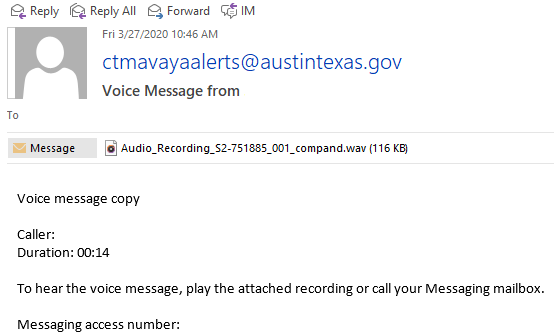 Reply Reply All Forward IM
Fri 3/27/2020 10:46 AM
ctmavayaalerts@austintexas.gov
Voice Message from
To
Message Audio_Recording_S2-751885_001_compand.wav (116 KB)
Voice message copy
Caller:
Duration: 00:14
To hear the voice message, play the attached recording or call your Messaging mailbox.
Messaging access number: